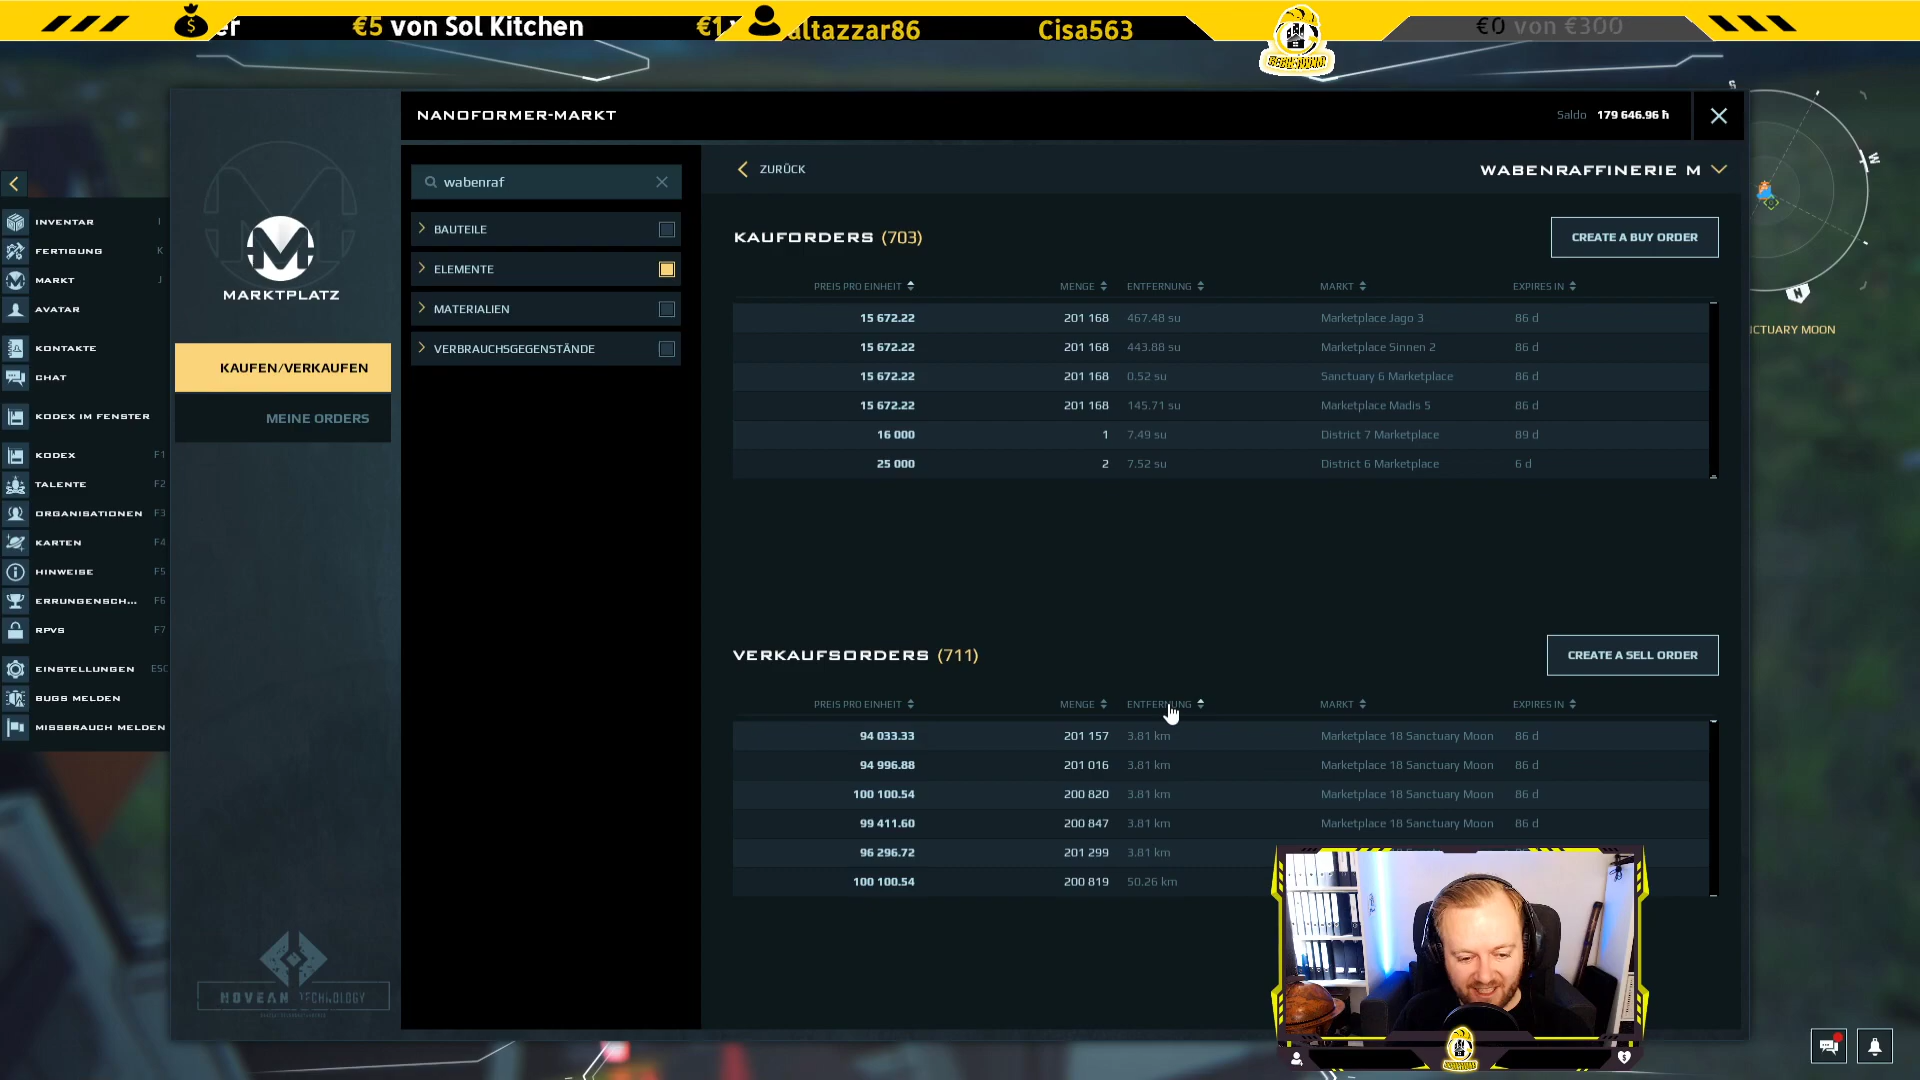 er €5 von Sol Kitchen €1 altazzar86 Cisa563 €0 von €300
NANOFORMER-MARKT
Saldo 179 646.96 ħ
wabenraf
ZURÜCK
WABENRAFFINERIE M
BAUTEILE
ELEMENTE
MATERIALIEN
VERBRAUCHSGEGENSTÄNDE
INVENTAR I
FERTIGUNG K
MARKT J
AVATAR
KONTAKTE
CHAT
KODEX IM FENSTER
KODEX F1
TALENTE F2
ORGANISATIONEN F3
KARTEN F4
HINWEISE F5
ERRUNGENSCH... F6
RPVS F7
EINSTELLUNGEN ESC
BUGS MELDEN
MISSBRAUCH MELDEN
MARKTPLATZ
KAUFEN/VERKAUFEN
MEINE ORDERS
KAUFORDERS (703)
CREATE A BUY ORDER
PREIS PRO EINHEIT MENGE ENTFERNUNG MARKT EXPIRES IN
15 672.22 201 168 467.48 su Marketplace Jago 3 86 d
15 672.22 201 168 443.88 su Marketplace Sinnen 2 86 d
15 672.22 201 168 0.52 su Sanctuary 6 Marketplace 86 d
15 672.22 201 168 145.71 su Marketplace Madis 5 86 d
16 000 1 7.49 su District 7 Marketplace 89 d
25 000 2 7.52 su District 6 Marketplace 6 d
VERKAUFSORDERS (711)
CREATE A SELL ORDER
PREIS PRO EINHEIT MENGE ENTFERNUNG MARKT EXPIRES IN
94 033.33 201 157 3.81 km Marketplace 18 Sanctuary Moon 86 d
94 996.88 201 016 3.81 km Marketplace 18 Sanctuary Moon 86 d
100 100.54 200 820 3.81 km Marketplace 18 Sanctuary Moon 86 d
99 411.60 200 847 3.81 km Marketplace 18 Sanctuary Moon 86 d
96 296.72 201 299 3.81 km
100 100.54 200 819 50.26 km
S
W
N
CTUARY MOON